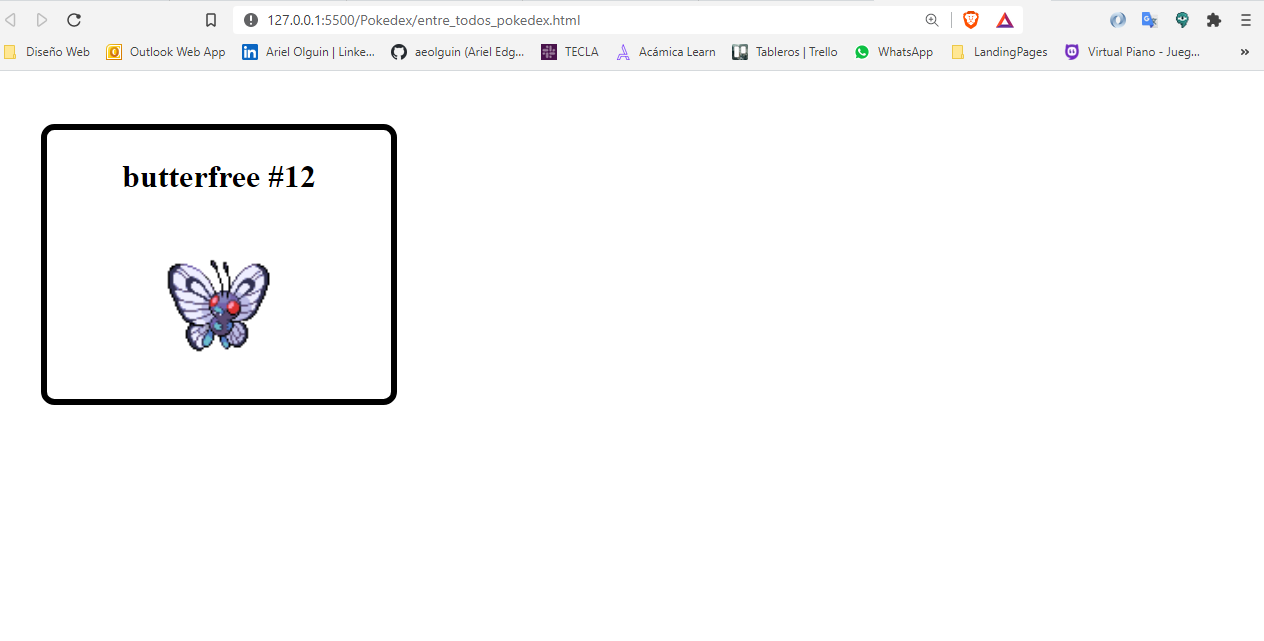 127.0.0.1:5500/Pokedex/entre_todos_pokedex.html
Diseño Web Outlook Web App Ariel Olguin | Linke... aeolguin (Ariel Edg... TECLA Acámica Learn Tableros | Trello WhatsApp LandingPages Virtual Piano - Jueg... »
butterfree #12